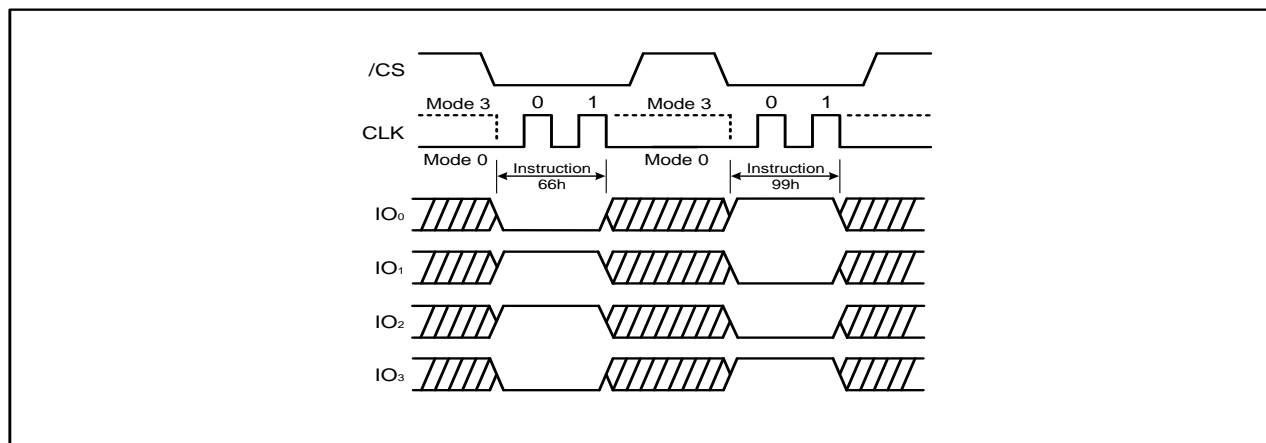 /CS
Mode 3 0 1 Mode 3 0 1
CLK
Mode 0 Mode 0
Instruction Instruction
66h 99h
IO₀
IO₁
IO₂
IO₃